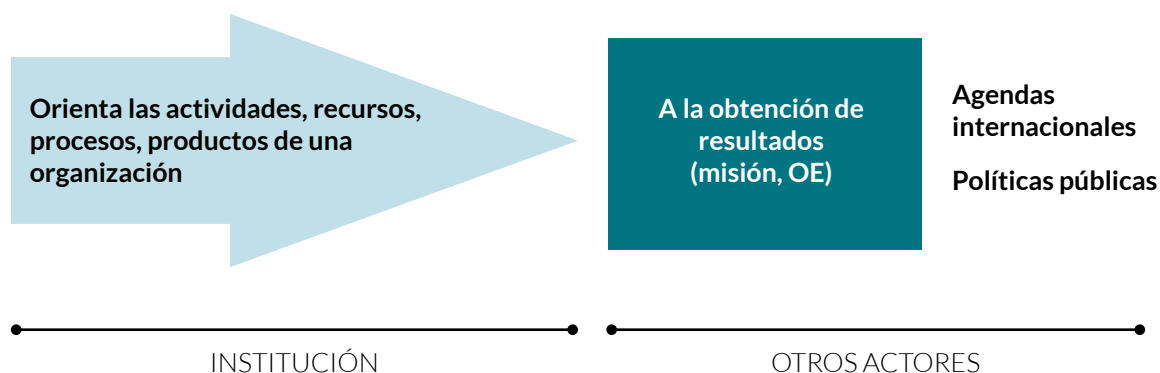 Orienta las actividades, recursos,
procesos, productos de una
organización
A la obtención de
resultados
(misión, OE)
Agendas
internacionales
Políticas públicas
INSTITUCIÓN
OTROS ACTORES